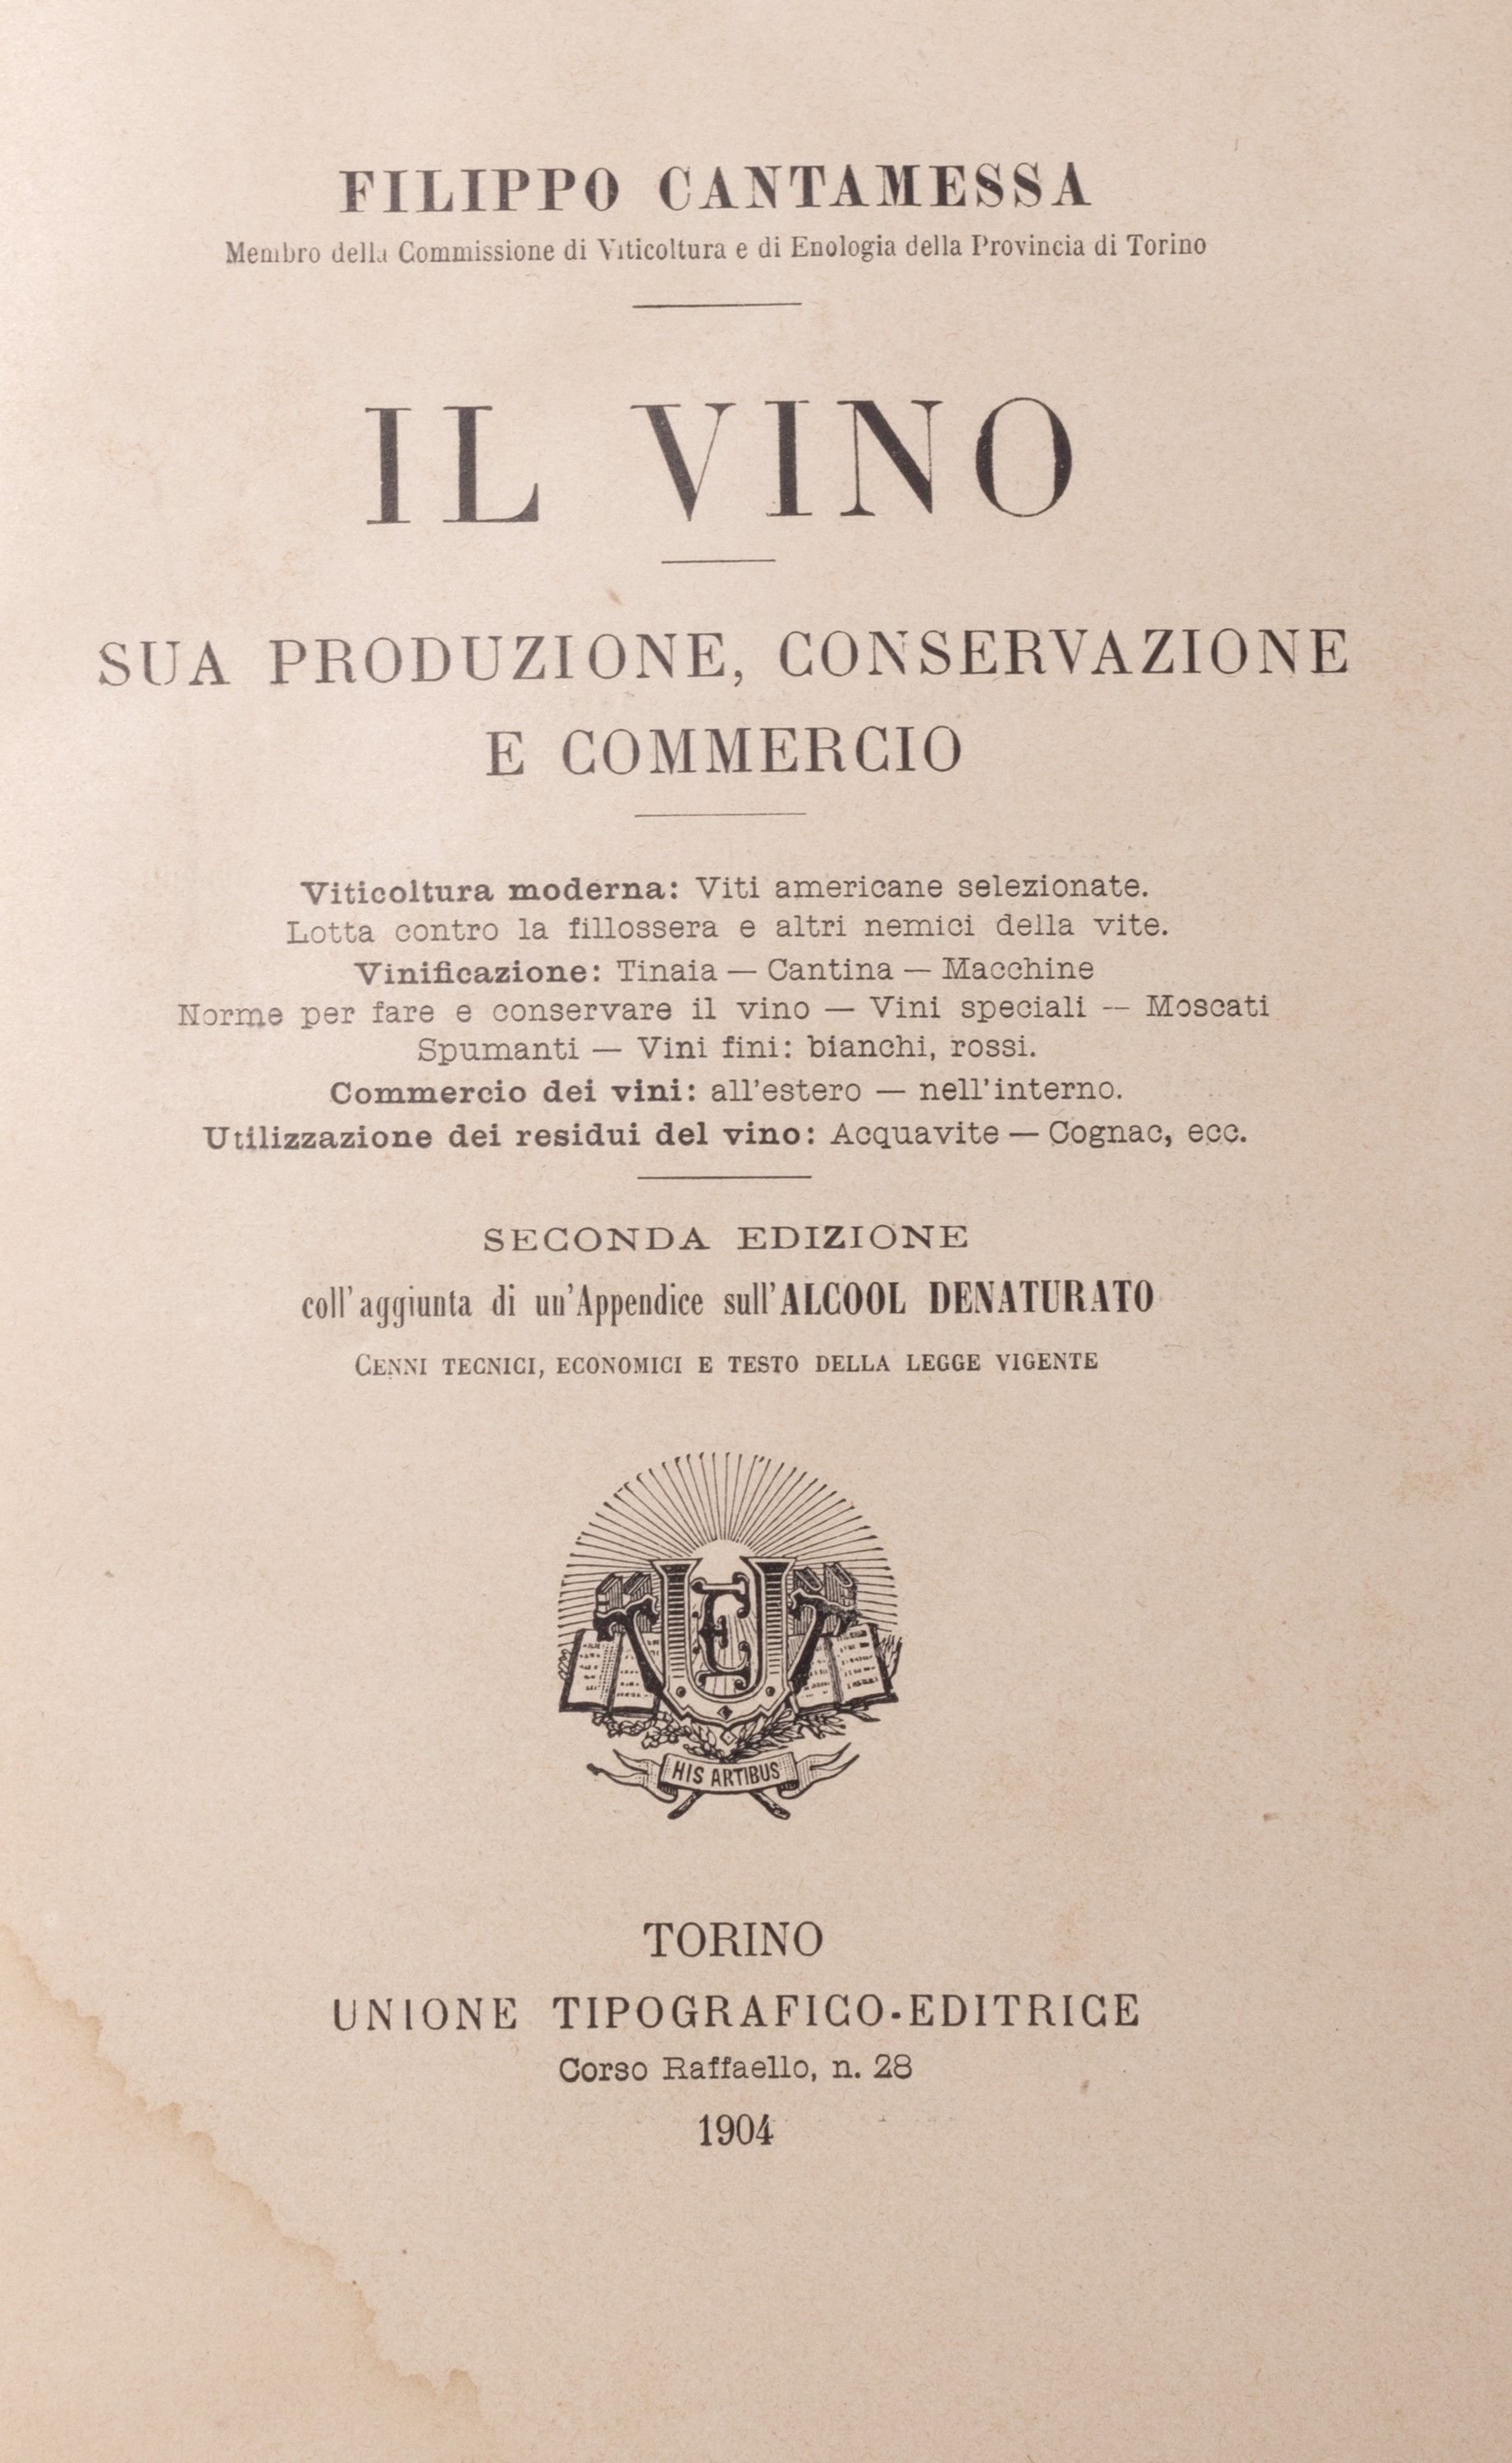 FILIPPO CANTAMESSA
Membro della Commissione di Viticoltura e di Enologia della Provincia di Torino
IL VINO
SUA PRODUZIONE, CONSERVAZIONE
E COMMERCIO
Viticoltura moderna: Viti americane selezionate.
Lotta contro la fillossera e altri nemici della vite.
Vinificazione: Tinaia — Cantina — Macchine
Norme per fare e conservare il vino — Vini speciali — Moscati
Spumanti — Vini fini: bianchi, rossi.
Commercio dei vini: all'estero — nell'interno.
Utilizzazione dei residui del vino: Acquavite — Cognac, ecc.
SECONDA EDIZIONE
coll'aggiunta di un'Appendice sull'ALCOOL DENATURATO
CENNI TECNICI, ECONOMICI E TESTO DELLA LEGGE VIGENTE
UTET
HIS ARTIBUS
TORINO
UNIONE TIPOGRAFICO-EDITRICE
Corso Raffaello, n. 28
1904